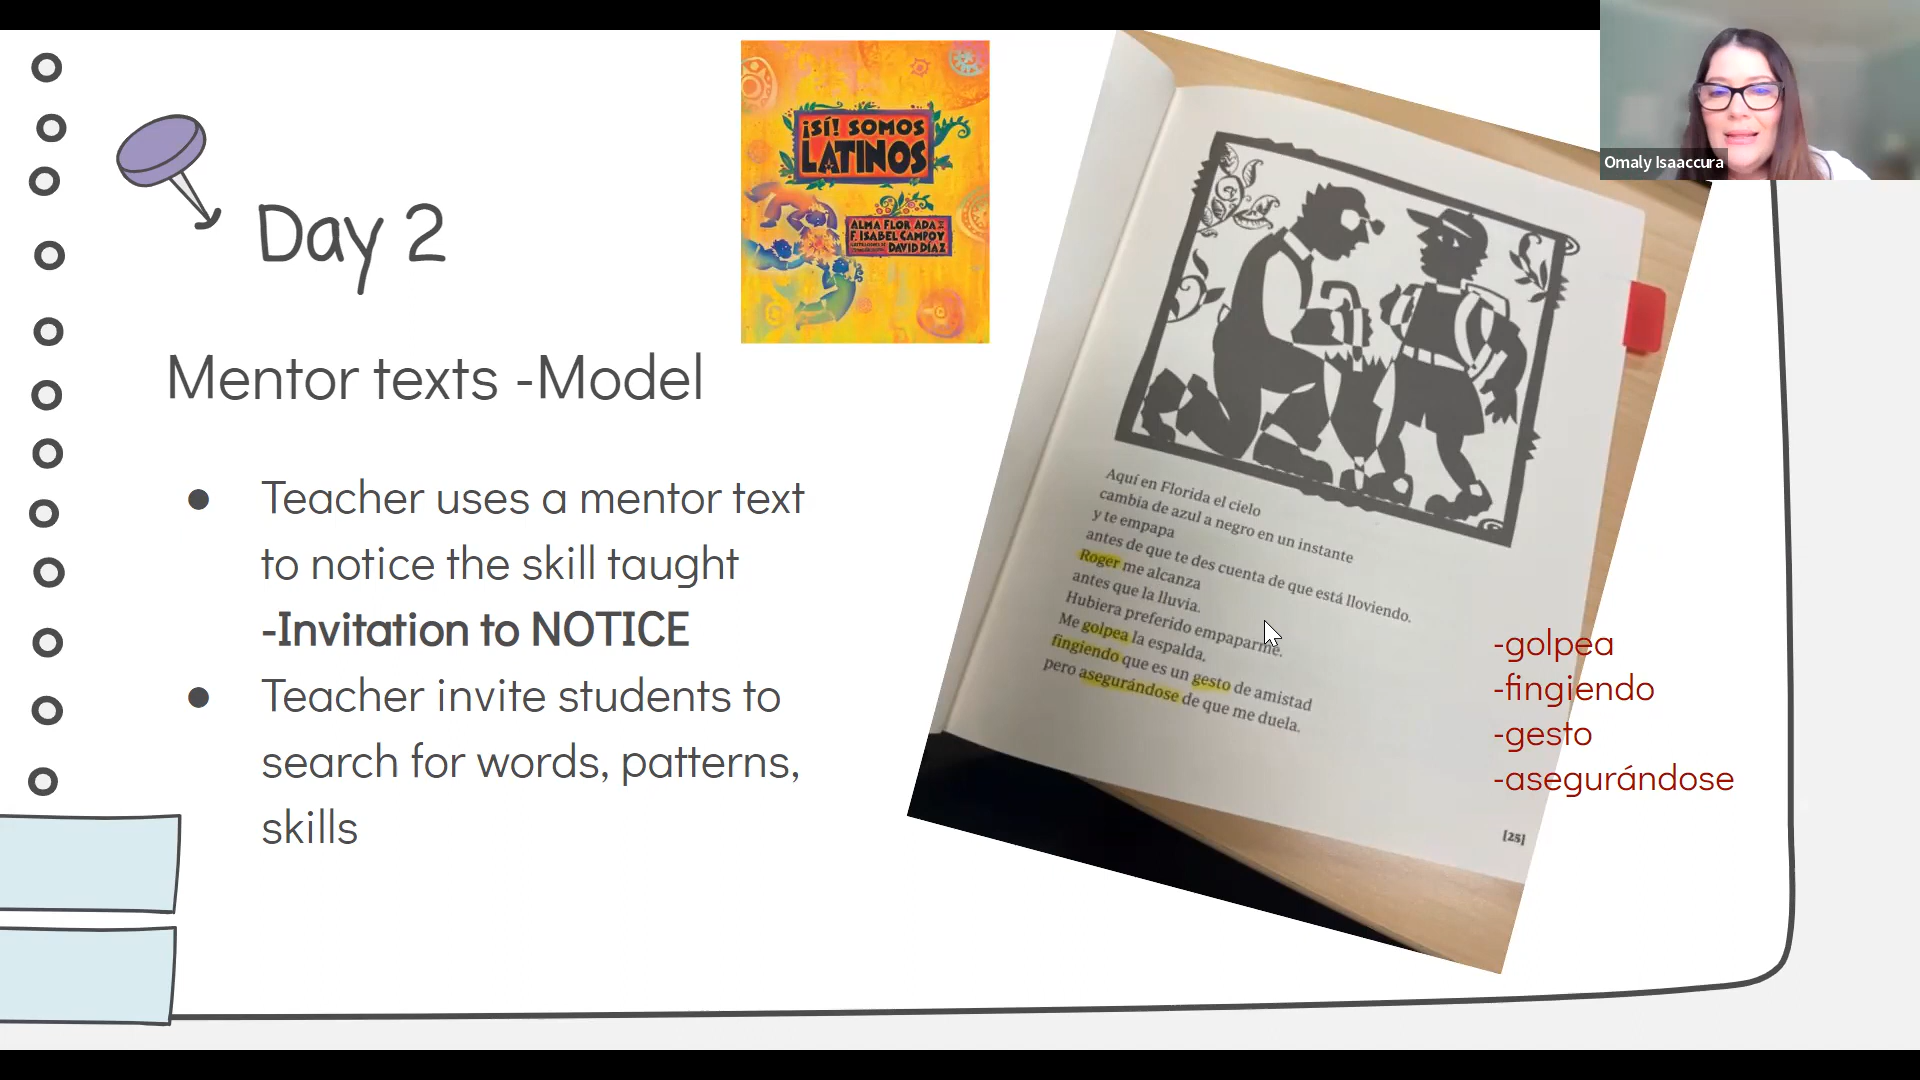 Day 2
Mentor texts -Model
● Teacher uses a mentor text
to notice the skill taught
-Invitation to NOTICE
● Teacher invite students to
search for words, patterns,
skills
¡SÍ! SOMOS
LATINOS
ALMA FLOR ADA Y
F. ISABEL CAMPOY
DAVID DÍAZ
Aquí en Florida el cielo
cambia de azul a negro en un instante
y te empapa
antes de que te des cuenta de que está lloviendo.
Roger me alcanza
antes que la lluvia.
Hubiera preferido empaparme.
Me golpea la espalda,
fingiendo que es un gesto de amistad
pero asegurándose de que me duela.
[25]
-golpea
-fingiendo
-gesto
-asegurándose
Omaly Isaaccura